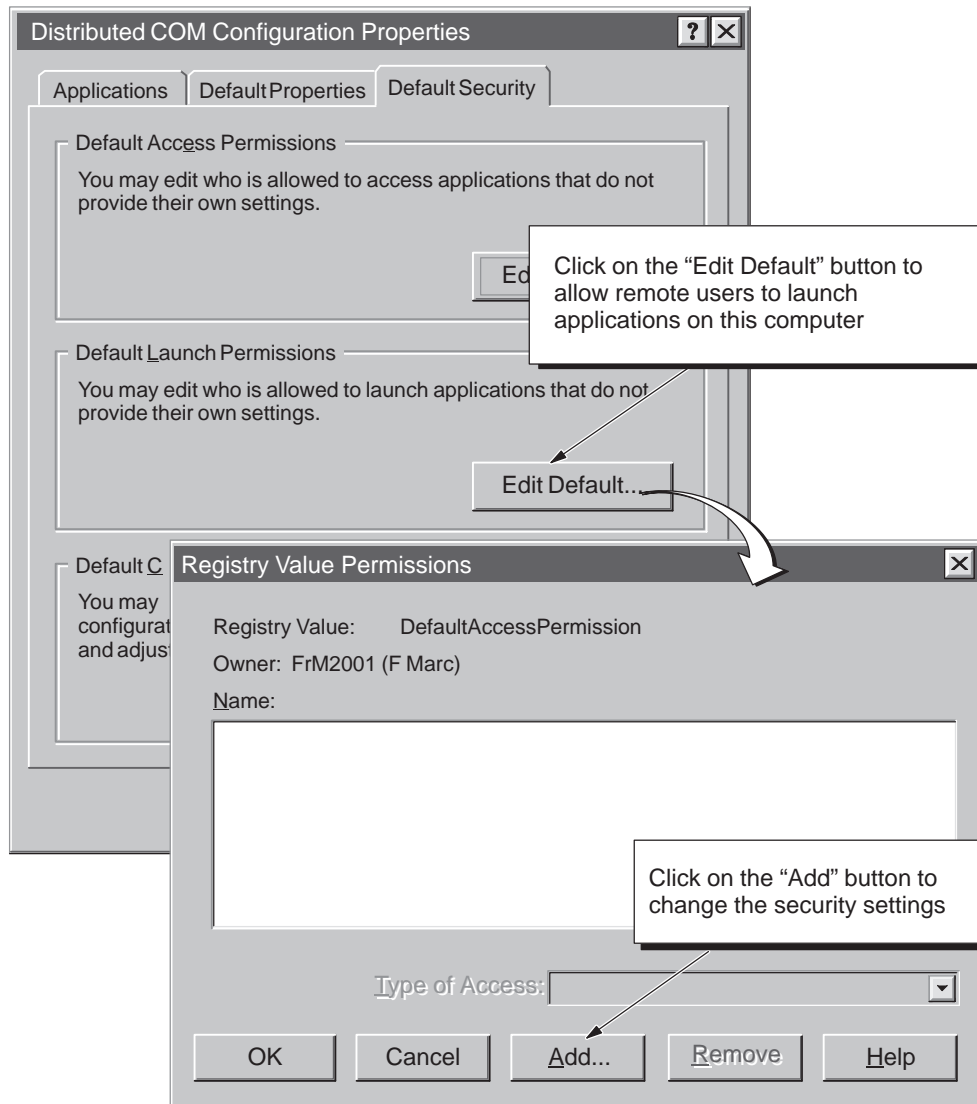 Distributed COM Configuration Properties
?
Applications
Default Properties
Default Security
Default Access Permissions
You may edit who is allowed to access applications that do not
provide their own settings.
Click on the “Edit Default” button to
allow remote users to launch
applications on this computer
Default Launch Permissions
You may edit who is allowed to launch applications that do not
provide their own settings.
Edit Default...
Default C
You may
and adjust
Registry Value Permissions
Registry Value: DefaultAccessPermission
Owner: FrM2001 (F Marc)
Name:
Click on the “Add” button to
change the security settings
Type of Access:
OK
Cancel
Add...
Remove
Help